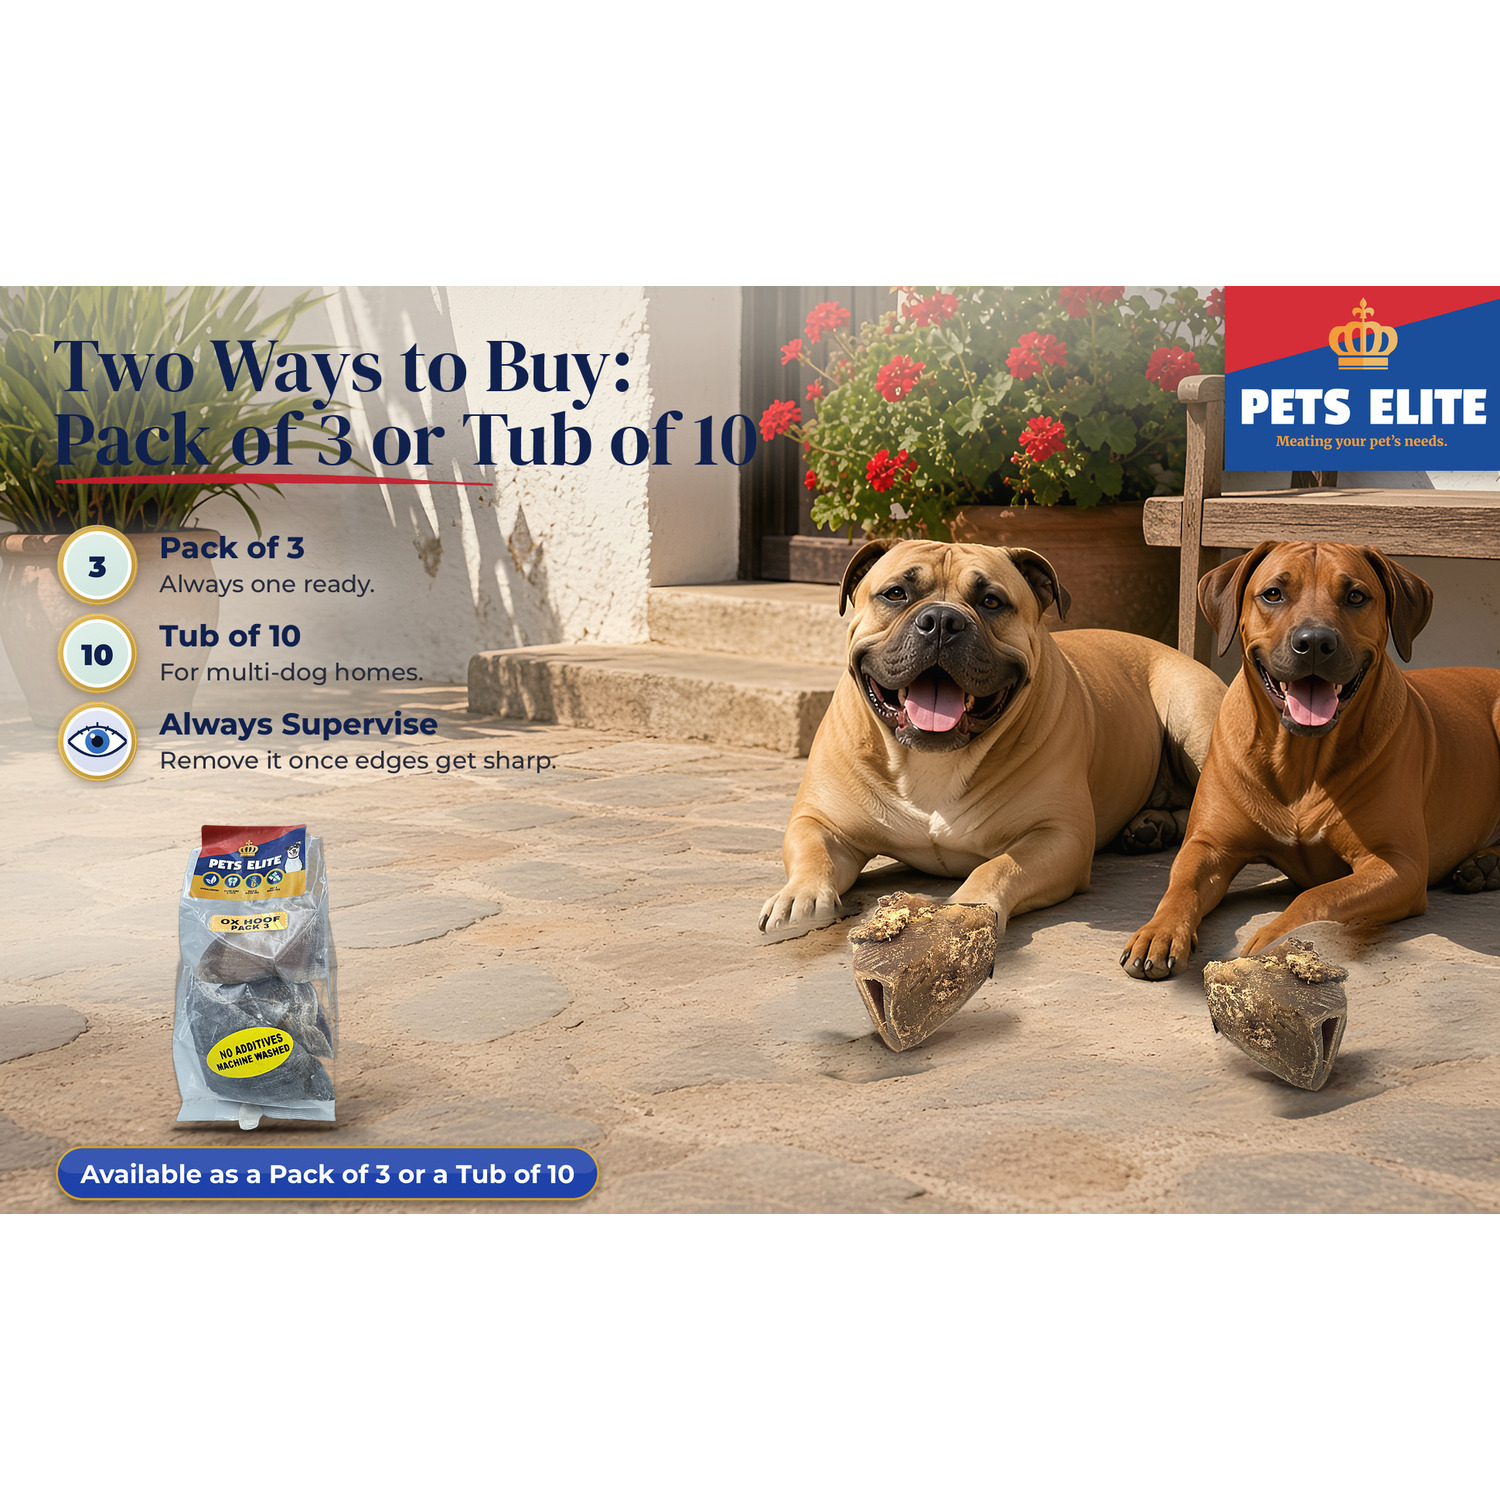 Two Ways to Buy:
Pack of 3 or Tub of 10
3
Pack of 3
Always one ready.
10
Tub of 10
For multi-dog homes.
Always Supervise
Remove it once edges get sharp.
PETS ELITE
OX HOOF
PACK 3
NO ADDITIVES
MACHINE WASHED
Available as a Pack of 3 or a Tub of 10
PETS ELITE
Meating your pet's needs.